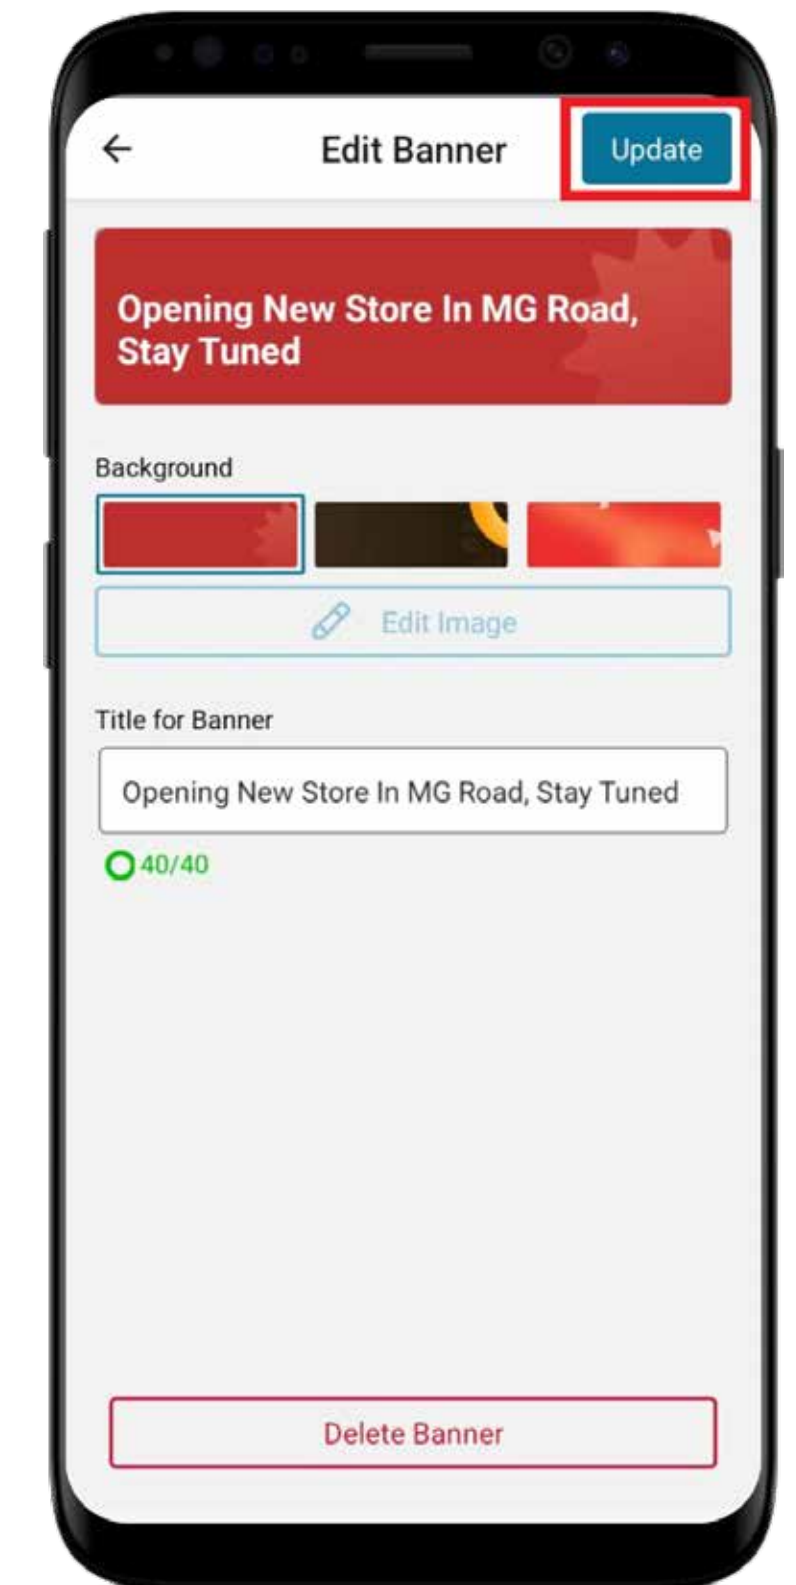 Edit Banner
Update
Opening New Store In MG Road,
Stay Tuned
Background
Edit Image
Title for Banner
Opening New Store In MG Road, Stay Tuned
40/40
Delete Banner